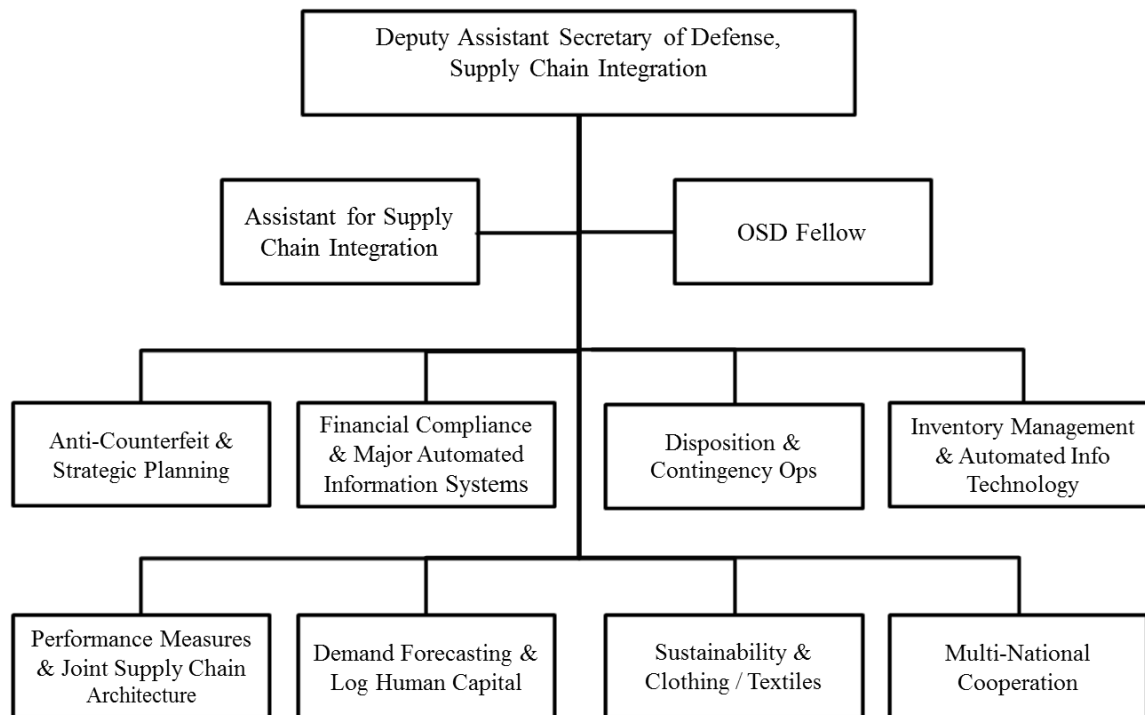 Deputy Assistant Secretary of Defense,
Supply Chain Integration
Assistant for Supply
Chain Integration
OSD Fellow
Anti-Counterfeit &
Strategic Planning
Financial Compliance
& Major Automated
Information Systems
Disposition &
Contingency Ops
Inventory Management
& Automated Info
Technology
Performance Measures
& Joint Supply Chain
Architecture
Demand Forecasting &
Log Human Capital
Sustainability &
Clothing / Textiles
Multi-National
Cooperation